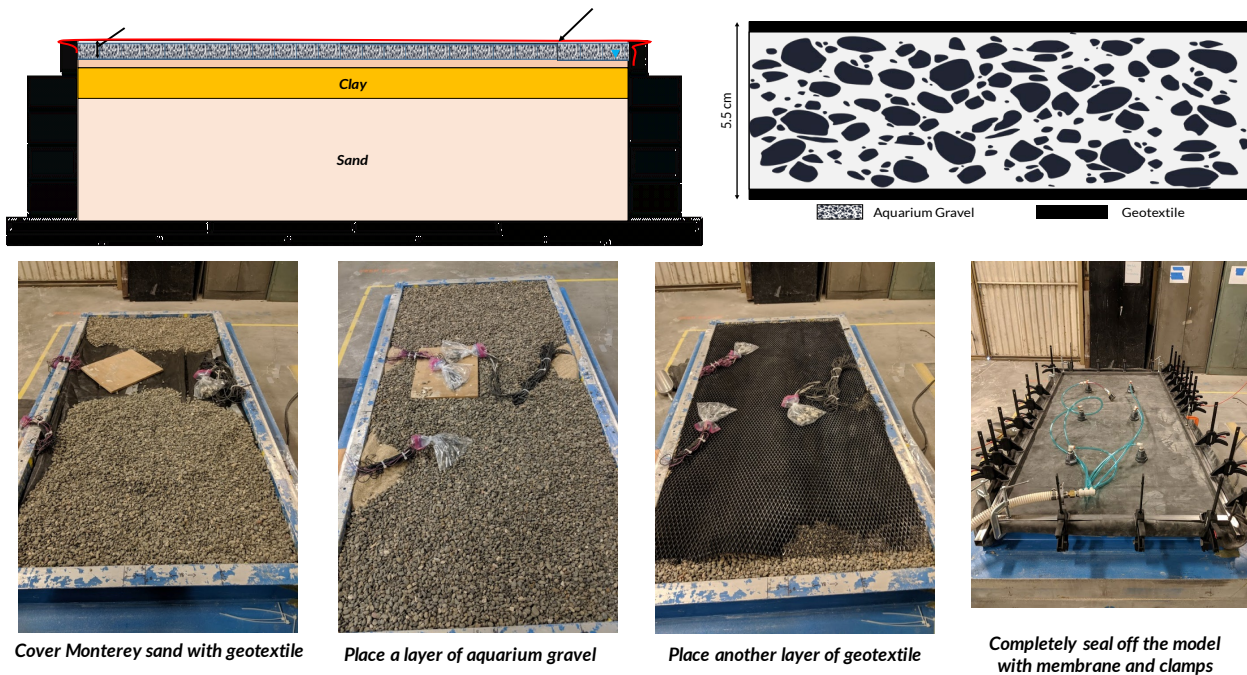 Clay
Sand
5.5 cm
Aquarium Gravel
Geotextile
Cover Monterey sand with geotextile
Place a layer of aquarium gravel
Place another layer of geotextile
Completely seal off the model
with membrane and clamps